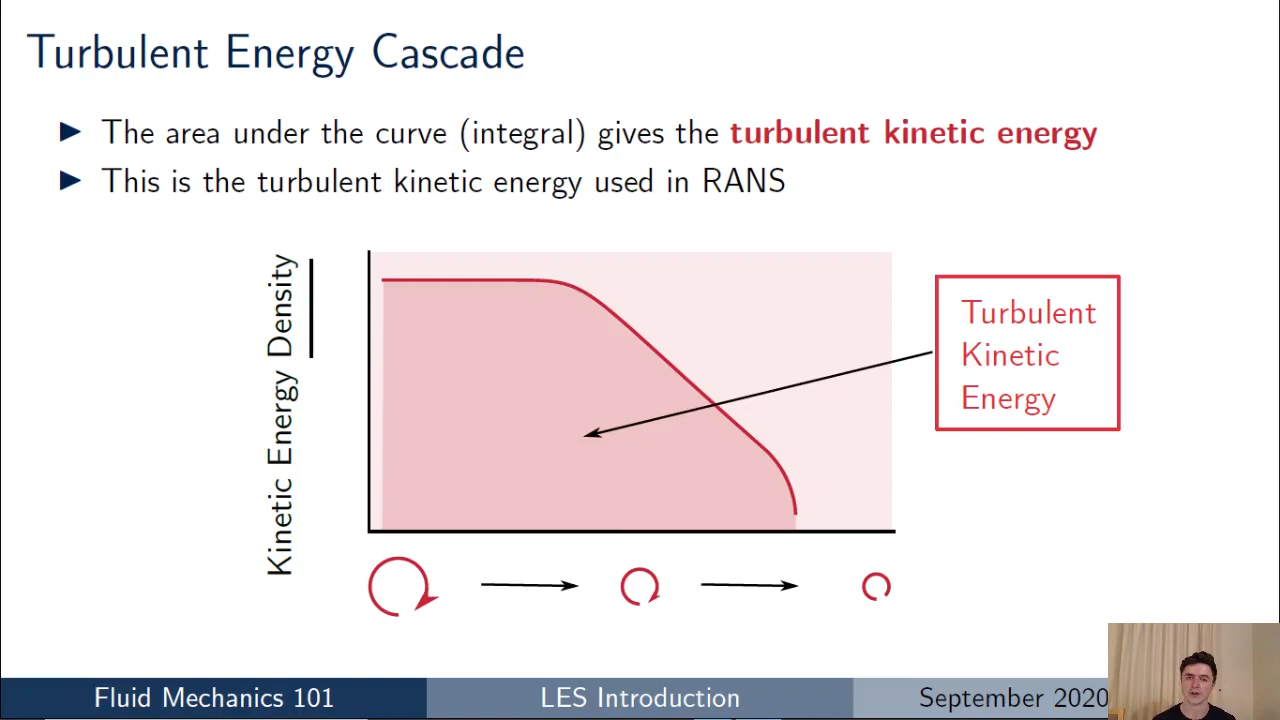 Turbulent Energy Cascade
The area under the curve (integral) gives the turbulent kinetic energy
This is the turbulent kinetic energy used in RANS
Kinetic Energy Density
Turbulent
Kinetic
Energy
Fluid Mechanics 101
LES Introduction
September 2020